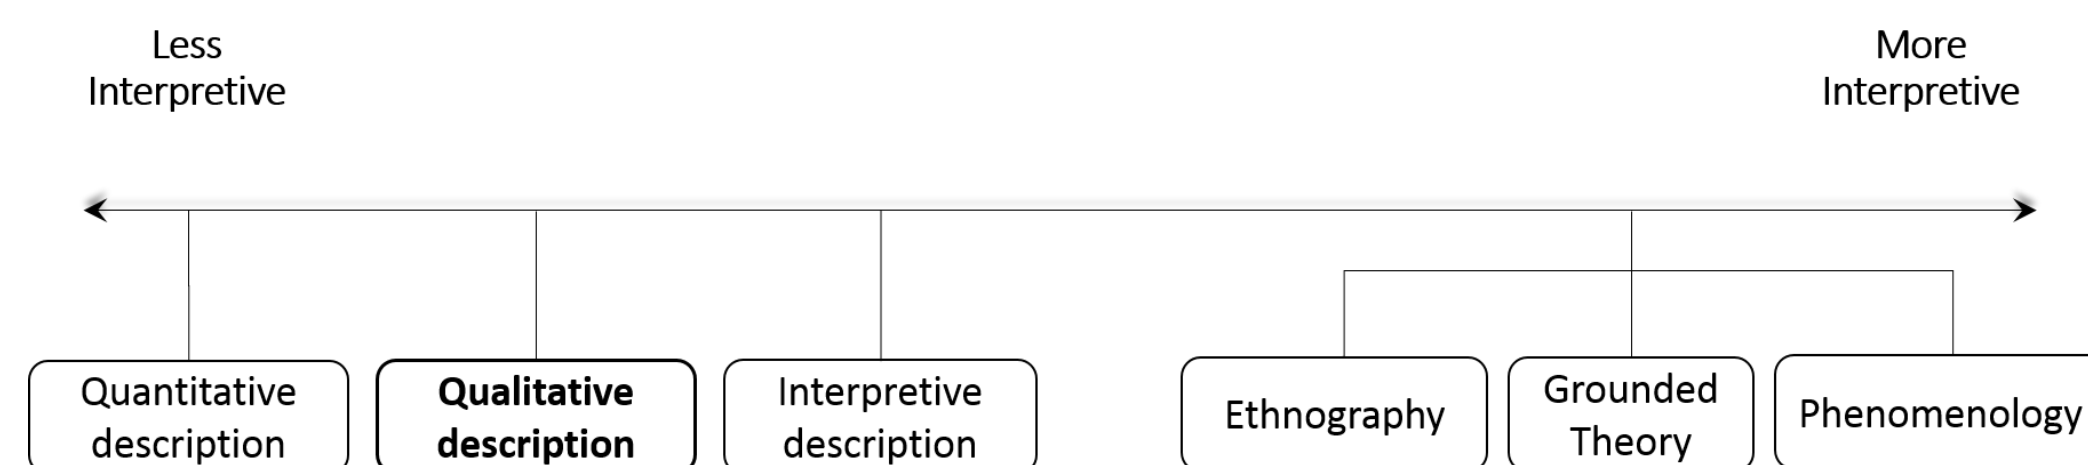 Less
Interpretive
More
Interpretive
Quantitative
description
Qualitative
description
Interpretive
description
Ethnography
Grounded
Theory
Phenomenology